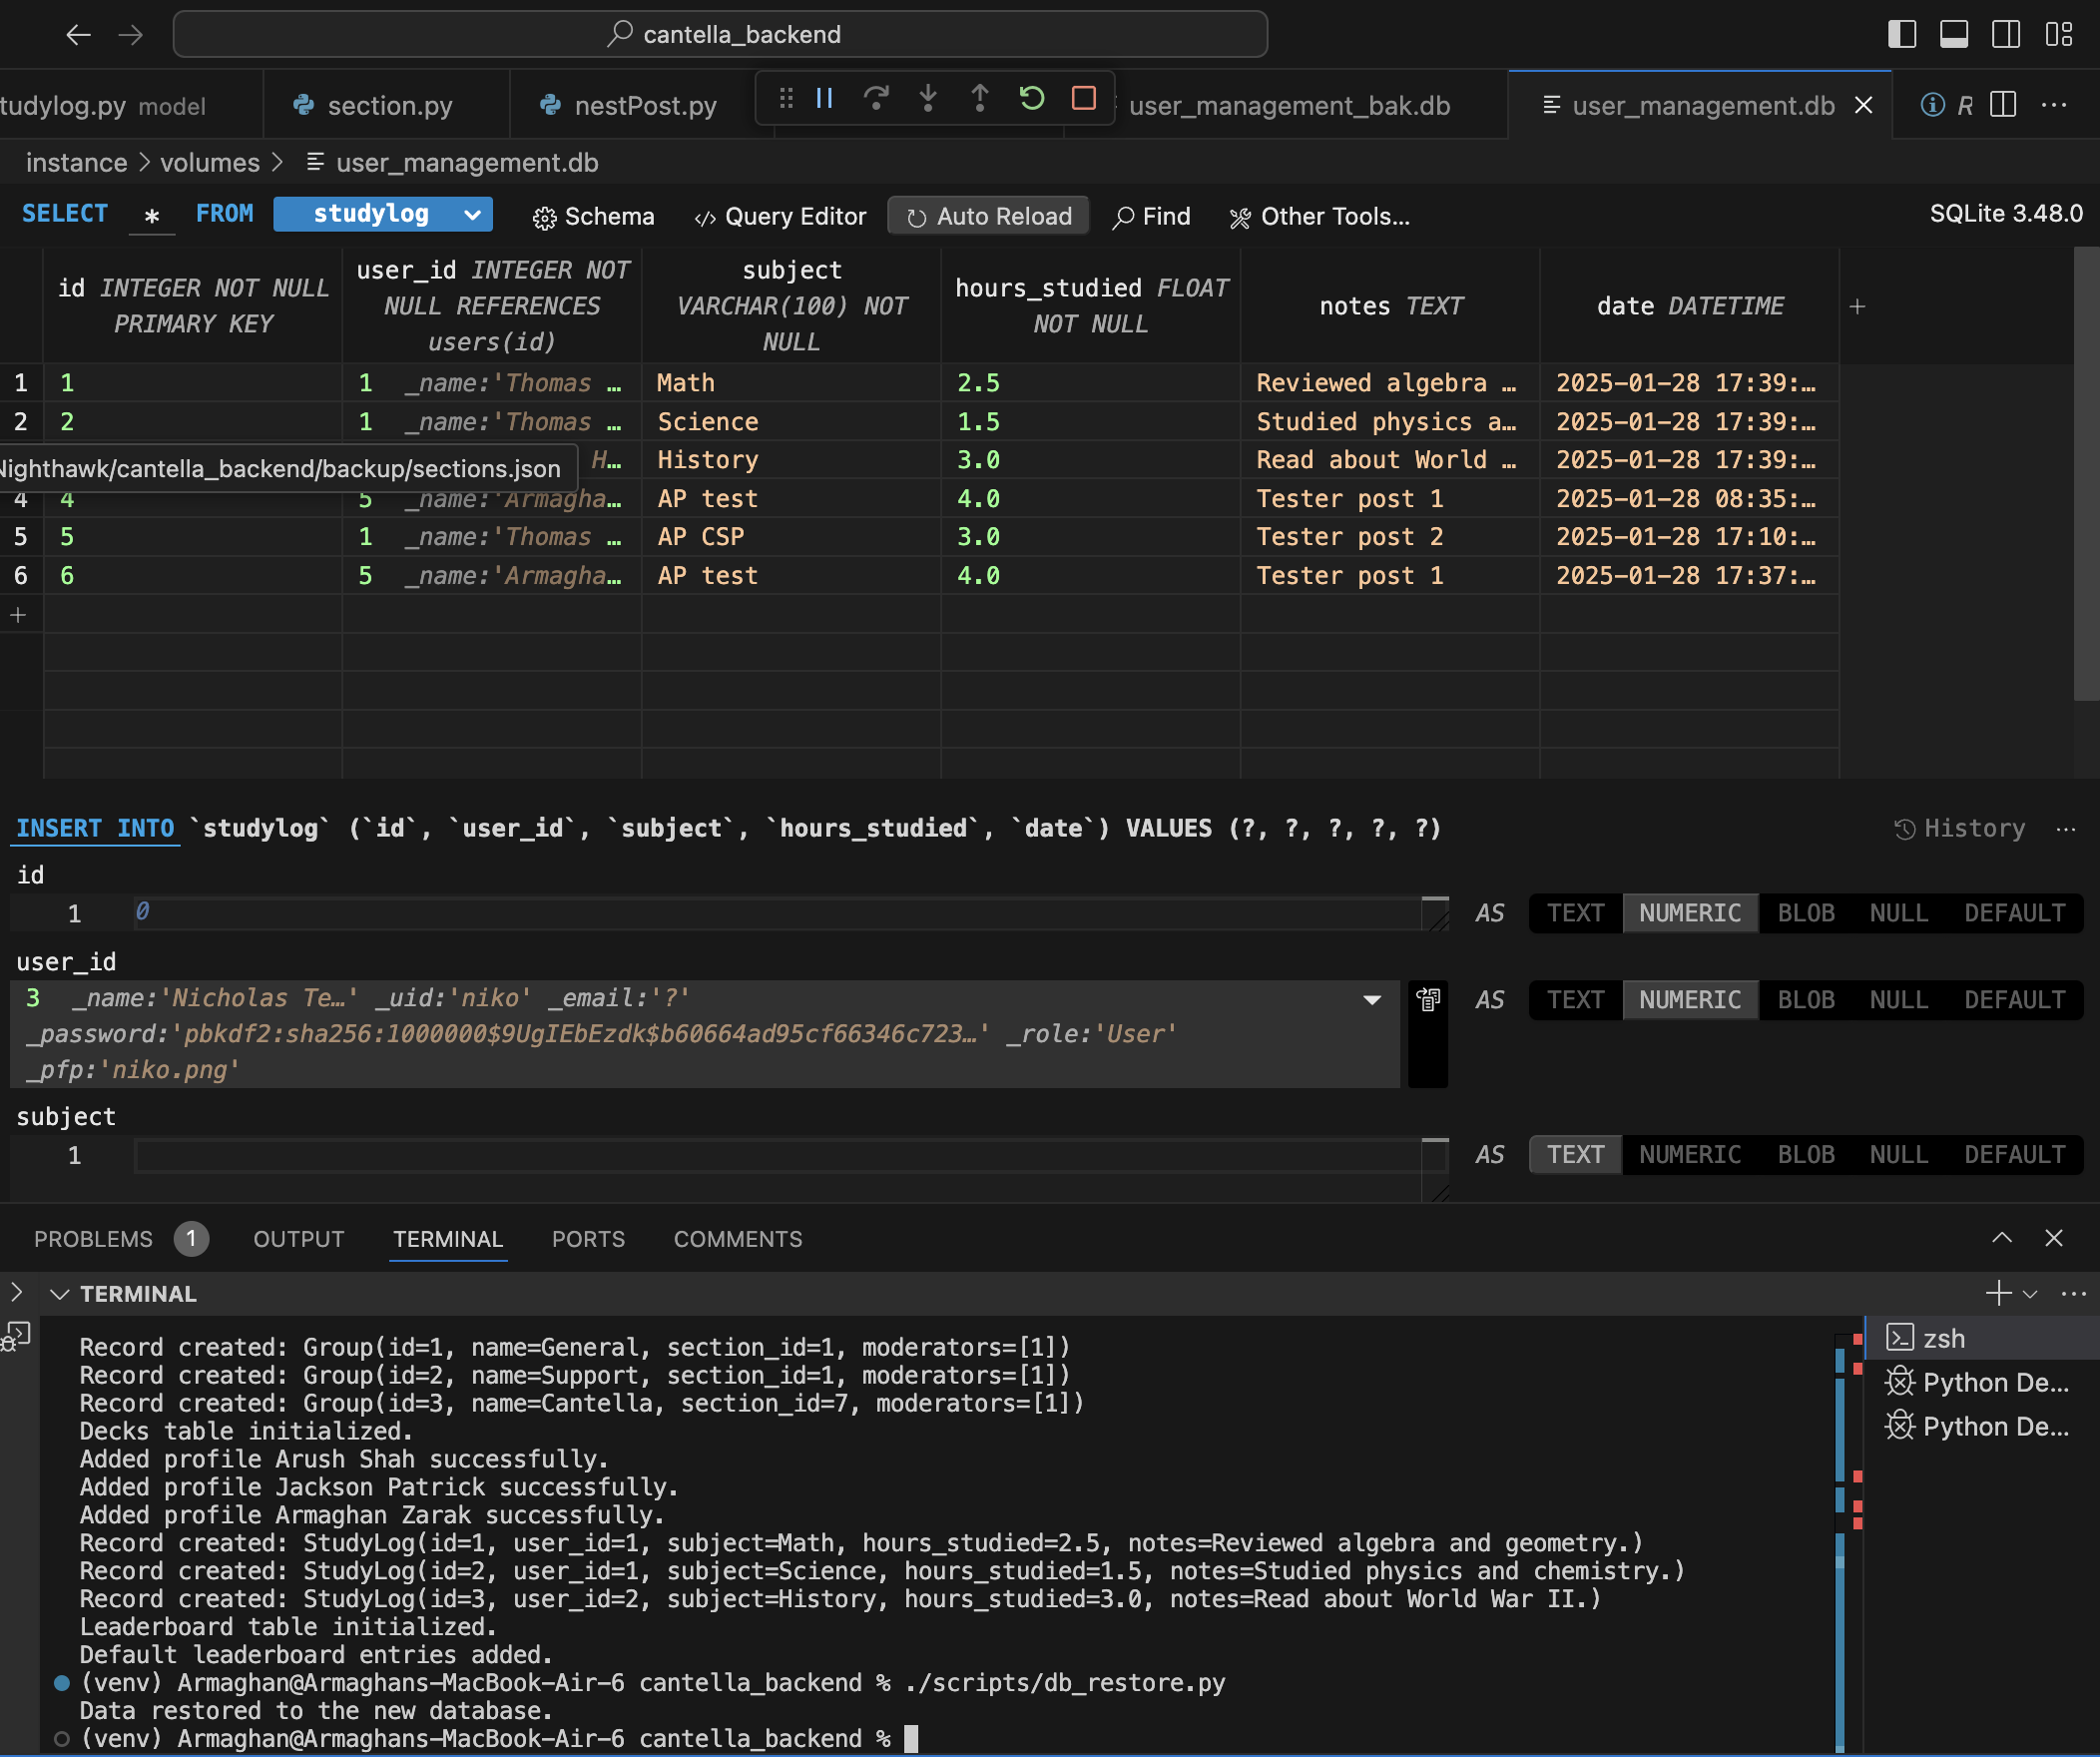 cantella_backend
tudylog.py model
section.py
nestPost.py
user_management_bak.db
user_management.db
R
instance > volumes > user_management.db
SELECT * FROM studylog
Schema
Query Editor
Auto Reload
Find
Other Tools...
SQLite 3.48.0
id INTEGER NOT NULL PRIMARY KEY
user_id INTEGER NOT NULL REFERENCES users(id)
subject VARCHAR(100) NOT NULL
hours_studied FLOAT NOT NULL
notes TEXT
date DATETIME
+
1 1 1 _name:'Thomas … Math 2.5 Reviewed algebra … 2025-01-28 17:39:…
2 2 1 _name:'Thomas … Science 1.5 Studied physics a… 2025-01-28 17:39:…
Nighthawk/cantella_backend/backup/sections.json H… History 3.0 Read about World … 2025-01-28 17:39:…
4 4 5 _name:'Armagha… AP test 4.0 Tester post 1 2025-01-28 08:35:…
5 5 1 _name:'Thomas … AP CSP 3.0 Tester post 2 2025-01-28 17:10:…
6 6 5 _name:'Armagha… AP test 4.0 Tester post 1 2025-01-28 17:37:…
+
INSERT INTO `studylog` (`id`, `user_id`, `subject`, `hours_studied`, `date`) VALUES (?, ?, ?, ?, ?)
History
id
1 0 AS TEXT NUMERIC BLOB NULL DEFAULT
user_id
3 _name:'Nicholas Te…' _uid:'niko' _email:'?'
_password:'pbkdf2:sha256:1000000$9UgIEbEzdk$b60664ad95cf66346c723…' _role:'User'
_pfp:'niko.png'
AS TEXT NUMERIC BLOB NULL DEFAULT
subject
1 AS TEXT NUMERIC BLOB NULL DEFAULT
PROBLEMS 1 OUTPUT TERMINAL PORTS COMMENTS
TERMINAL
Record created: Group(id=1, name=General, section_id=1, moderators=[1])
Record created: Group(id=2, name=Support, section_id=1, moderators=[1])
Record created: Group(id=3, name=Cantella, section_id=7, moderators=[1])
Decks table initialized.
Added profile Arush Shah successfully.
Added profile Jackson Patrick successfully.
Added profile Armaghan Zarak successfully.
Record created: StudyLog(id=1, user_id=1, subject=Math, hours_studied=2.5, notes=Reviewed algebra and geometry.)
Record created: StudyLog(id=2, user_id=1, subject=Science, hours_studied=1.5, notes=Studied physics and chemistry.)
Record created: StudyLog(id=3, user_id=2, subject=History, hours_studied=3.0, notes=Read about World War II.)
Leaderboard table initialized.
Default leaderboard entries added.
(venv) Armaghan@Armaghans-MacBook-Air-6 cantella_backend % ./scripts/db_restore.py
Data restored to the new database.
(venv) Armaghan@Armaghans-MacBook-Air-6 cantella_backend %
zsh
Python De...
Python De...